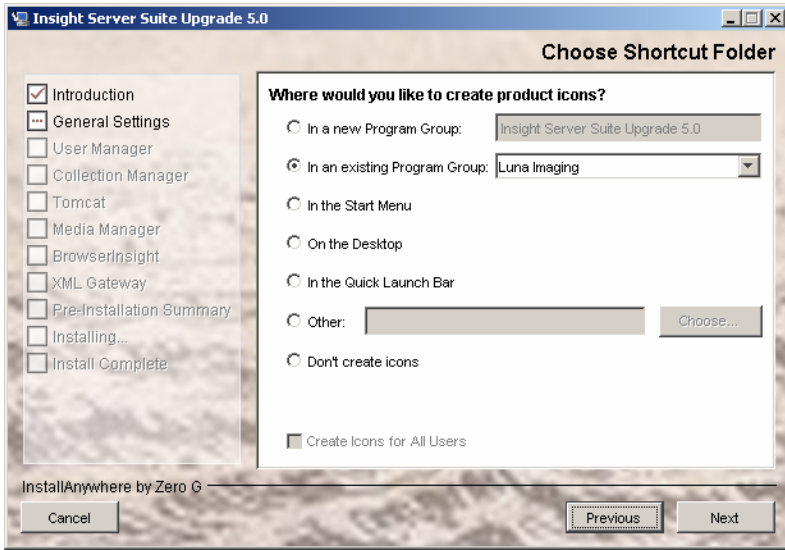 Insight Server Suite Upgrade 5.0
Choose Shortcut Folder
Introduction
General Settings
User Manager
Collection Manager
Tomcat
Media Manager
BrowserInsight
XML Gateway
Pre-Installation Summary
Installing...
Install Complete
Where would you like to create product icons?
In a new Program Group: Insight Server Suite Upgrade 5.0
In an existing Program Group: Luna Imaging
In the Start Menu
On the Desktop
In the Quick Launch Bar
Other: Choose...
Don't create icons
Create Icons for All Users
InstallAnywhere by Zero G
Cancel Previous Next